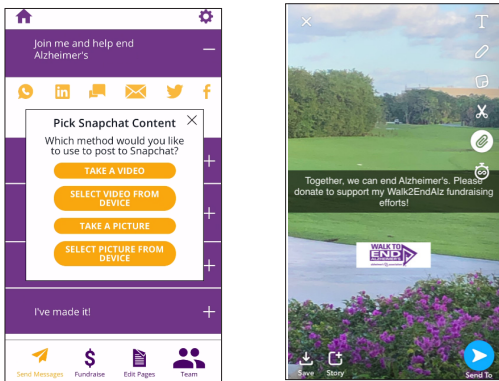 Join me and help end
Alzheimer's
Pick Snapchat Content
Which method would you like
to use to post to Snapchat?
TAKE A VIDEO
SELECT VIDEO FROM
DEVICE
TAKE A PICTURE
SELECT PICTURE FROM
DEVICE
I've made it!
Send Messages
Fundraise
Edit Pages
Team
T
Together, we can end Alzheimer's. Please
donate to support my Walk2EndAlz fundraising
efforts!
WALK TO
END
Save
Story
Send To